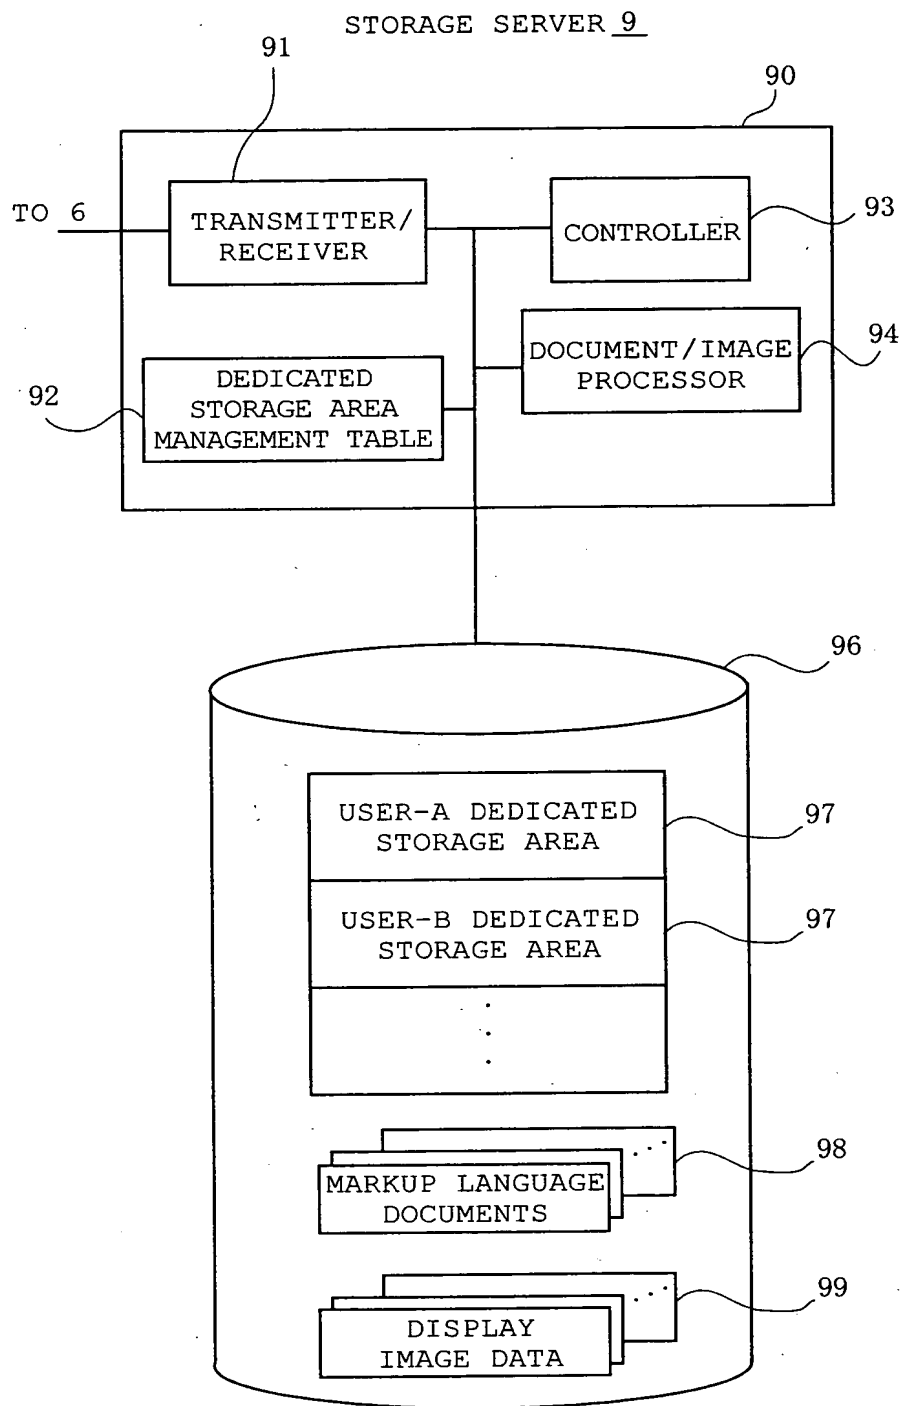 STORAGE SERVER 9
91
90
TO 6
TRANSMITTER/
RECEIVER
CONTROLLER
93
DOCUMENT/IMAGE
PROCESSOR
94
92
DEDICATED
STORAGE AREA
MANAGEMENT TABLE
96
USER-A DEDICATED
STORAGE AREA
97
USER-B DEDICATED
STORAGE AREA
97
98
MARKUP LANGUAGE
DOCUMENTS
99
DISPLAY
IMAGE DATA